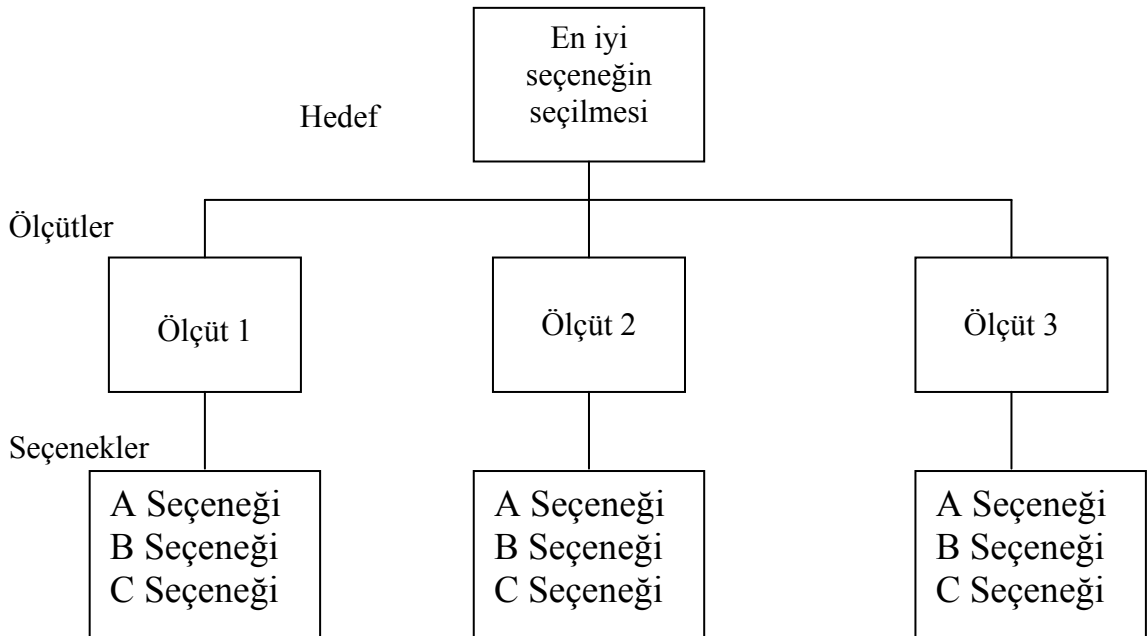 En iyi
seçeneğin
seçilmesi
Hedef
Ölçütler
Ölçüt 1
Ölçüt 2
Ölçüt 3
Seçenekler
A Seçeneği
B Seçeneği
C Seçeneği
A Seçeneği
B Seçeneği
C Seçeneği
A Seçeneği
B Seçeneği
C Seçeneği